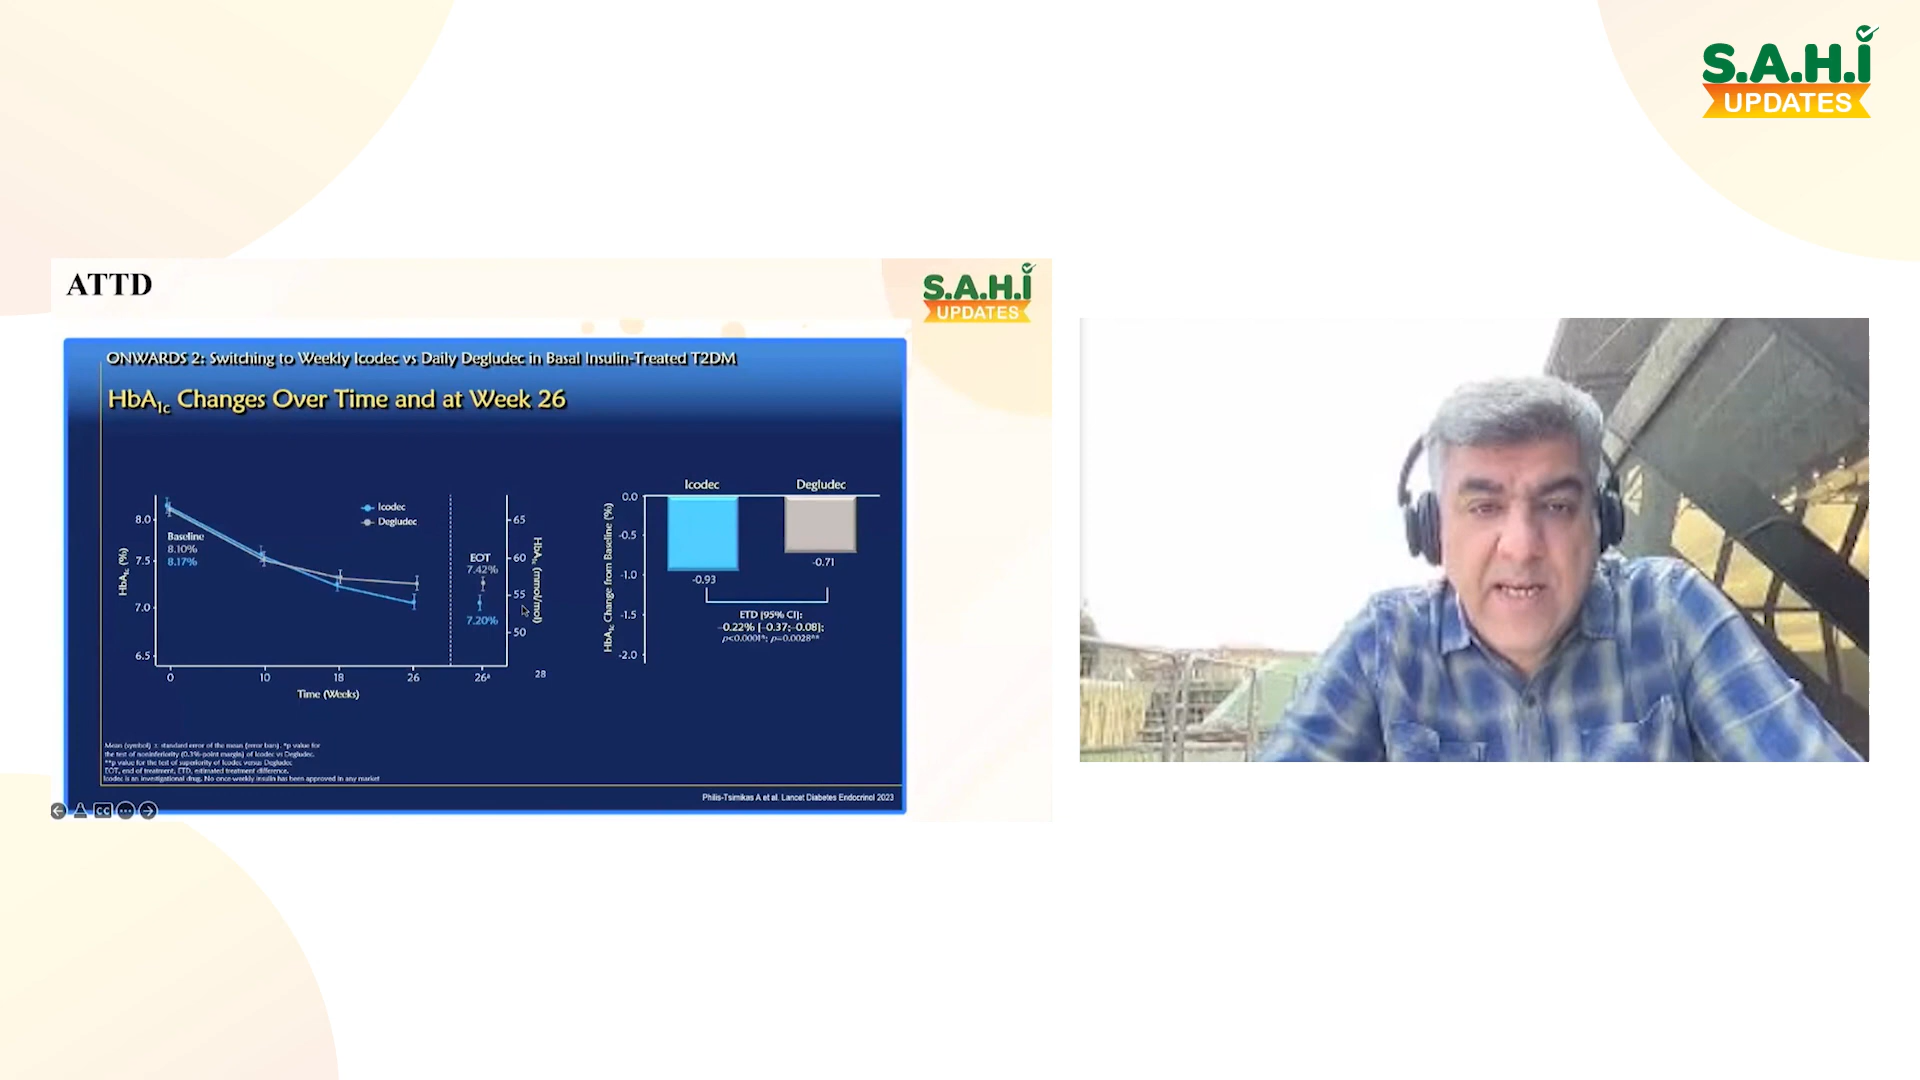 S.A.H.I
UPDATES
ATTD
S.A.H.I
UPDATES
ONWARDS 2: Switching to Weekly Icodec vs Daily Degludec in Basal Insulin-Treated T2DM
HbA1c Changes Over Time and at Week 26
HbA1c (%)
8.0
7.5
7.0
6.5
Baseline
8.10%
8.17%
Icodec
Degludec
EOT
7.42%
7.20%
65
60
55
50
28
HbA1c (mmol/mol)
0
10
18
26
26*
Time (Weeks)
Icodec
Degludec
HbA1c Change from Baseline (%)
0.0
-0.5
-1.0
-1.5
-2.0
-0.93
-0.71
ETD [95% CI]:
-0.22% [-0.37;-0.08];
p<0.0001*; p=0.0028**
Mean (symbol) ± standard error of the mean (error bars). *p value for
the test of noninferiority (0.3%-point margin) of Icodec vs Degludec.
**p value for the test of superiority of Icodec versus Degludec
EOT, end of treatment; ETD, estimated treatment difference.
Icodec is an investigational drug. No once-weekly insulin has been approved in any market
Philis-Tsimikas A et al. Lancet Diabetes Endocrinol 2023
CC